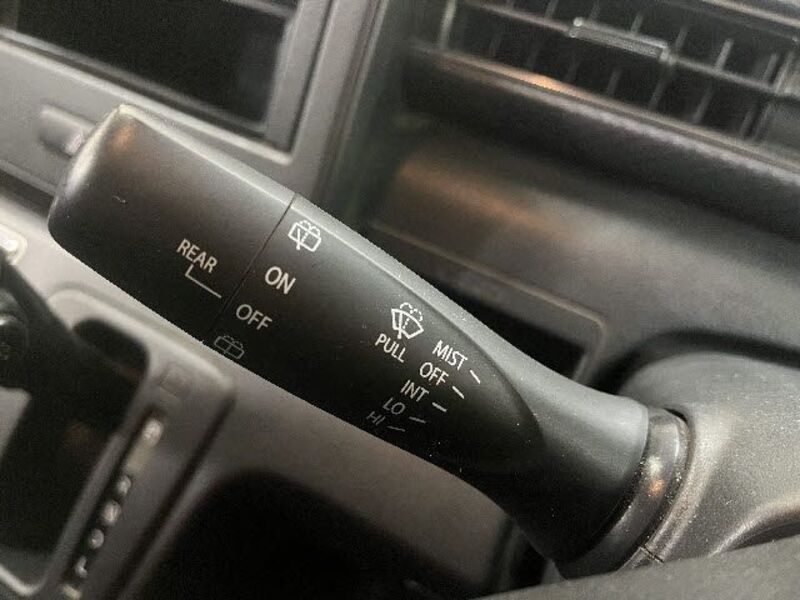 REAR
ON
OFF
PULL
MIST
OFF
INT
LO
HI